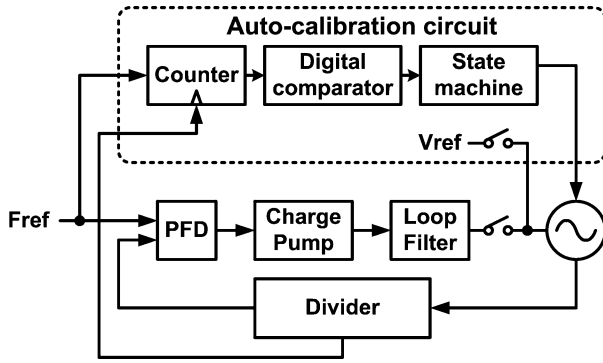 Auto-calibration circuit
Counter
Digital
comparator
State
machine
Vref
Fref
PFD
Charge
Pump
Loop
Filter
Divider